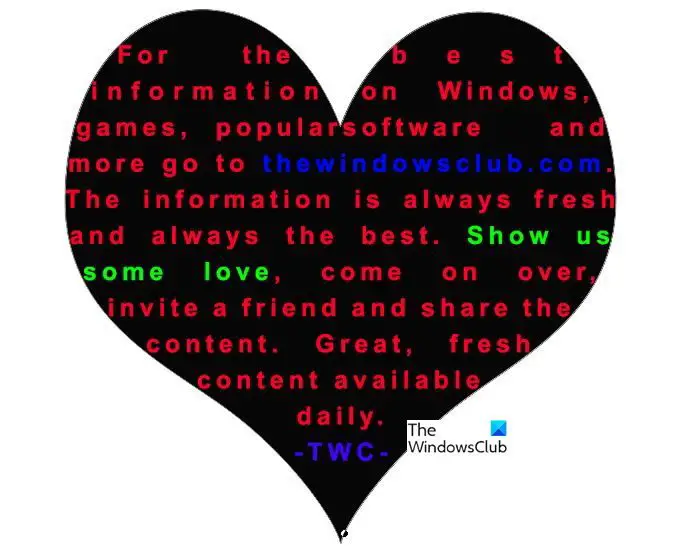 For the best
information on Windows,
games, popularsoftware and
more go to thewindowsclub.com.
The information is always fresh
and always the best. Show us
some love, come on over,
invite a friend and share the
content. Great, fresh
content available
daily.
-TWC-
The
WindowsClub